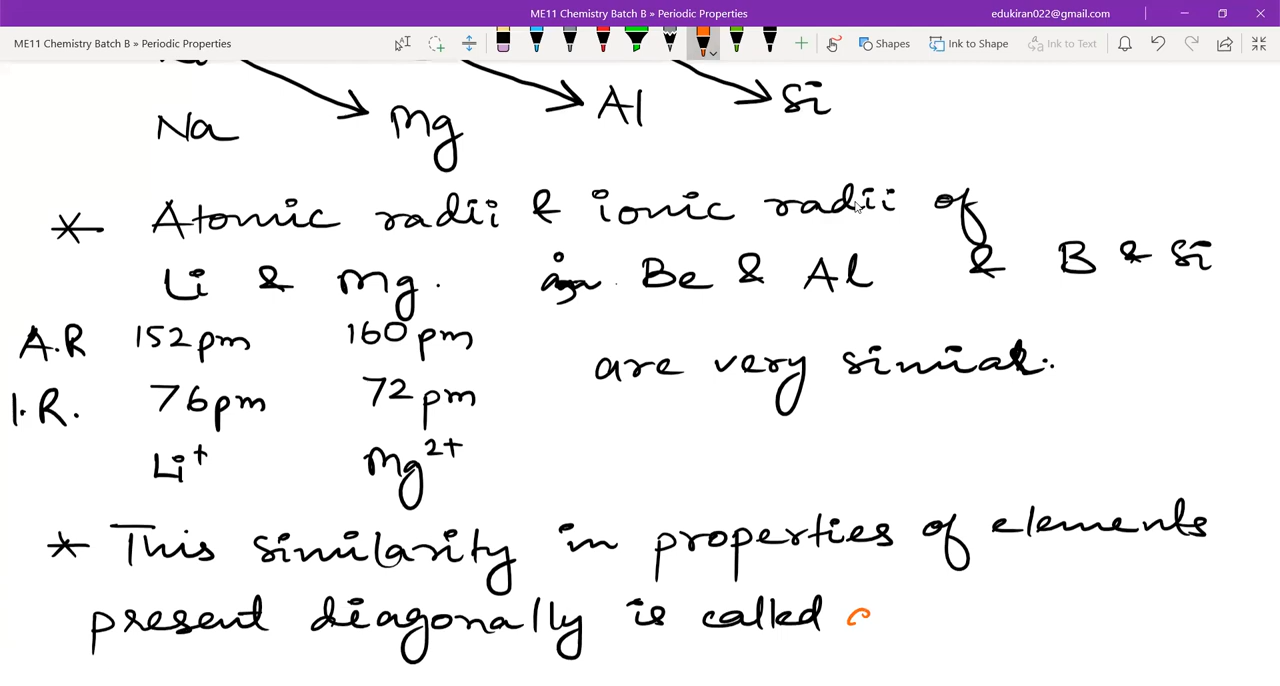 ME11 Chemistry Batch B » Periodic Properties
edukiran022@gmail.com
ME11 Chemistry Batch B » Periodic Properties
Shapes
Ink to Shape
Ink to Text
Na Mg Al Si
* Atomic radii & ionic radii of
Li & Mg. Be & Al & B & Si
A.R 152pm 160pm
are very similar.
I.R. 76pm 72pm
Li+ Mg2+
* This similarity in properties of elements
present diagonally is called